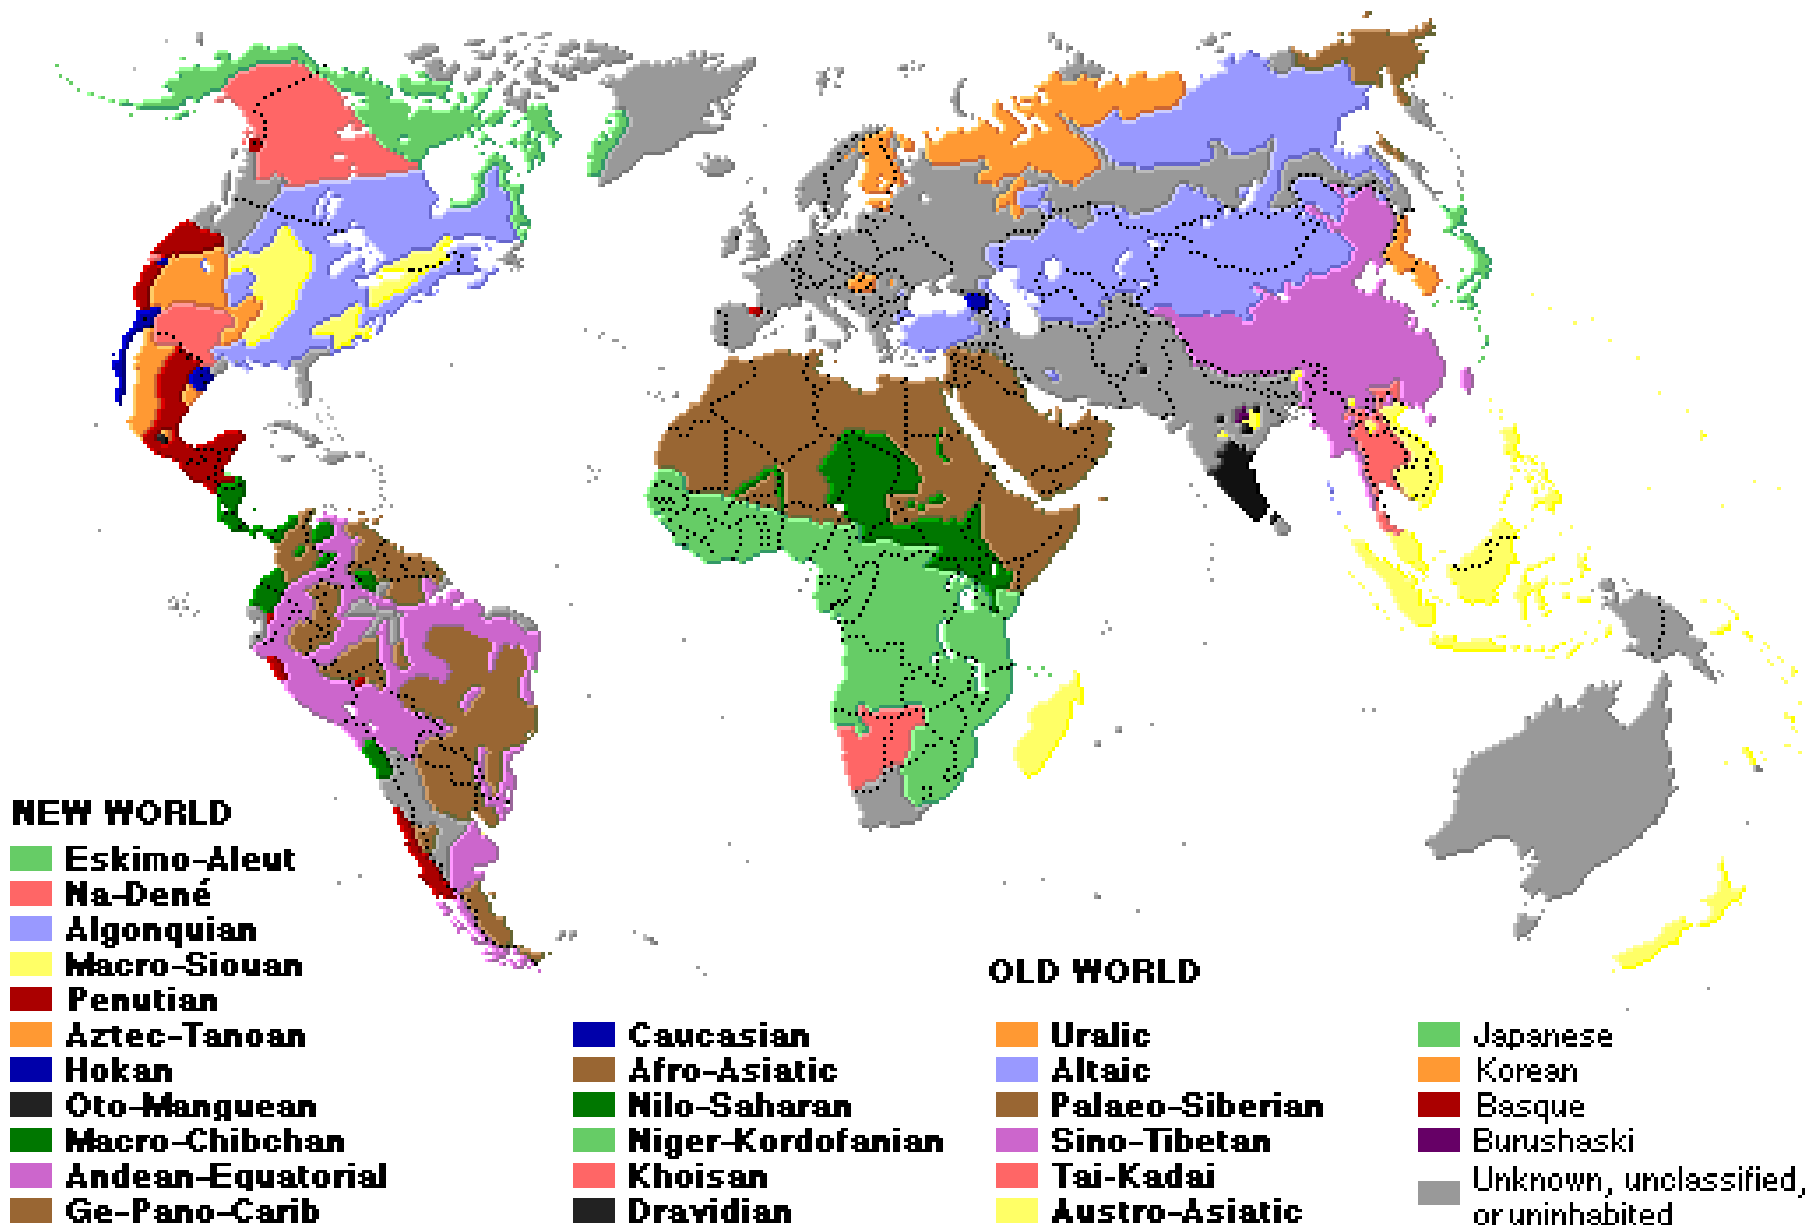 NEW WORLD
Eskimo-Aleut
Na-Dené
Algonquian
Macro-Siouan
Penutian
Aztec-Tanoan
Hokan
Oto-Manguean
Macro-Chibchan
Andean-Equatorial
Ge-Pano-Carib
Caucasian
Afro-Asiatic
Nilo-Saharan
Niger-Kordofanian
Khoisan
Dravidian
OLD WORLD
Uralic
Altaic
Palaeo-Siberian
Sino-Tibetan
Tai-Kadai
Austro-Asiatic
Japanese
Korean
Basque
Burushaski
Unknown, unclassified,
or uninhabited